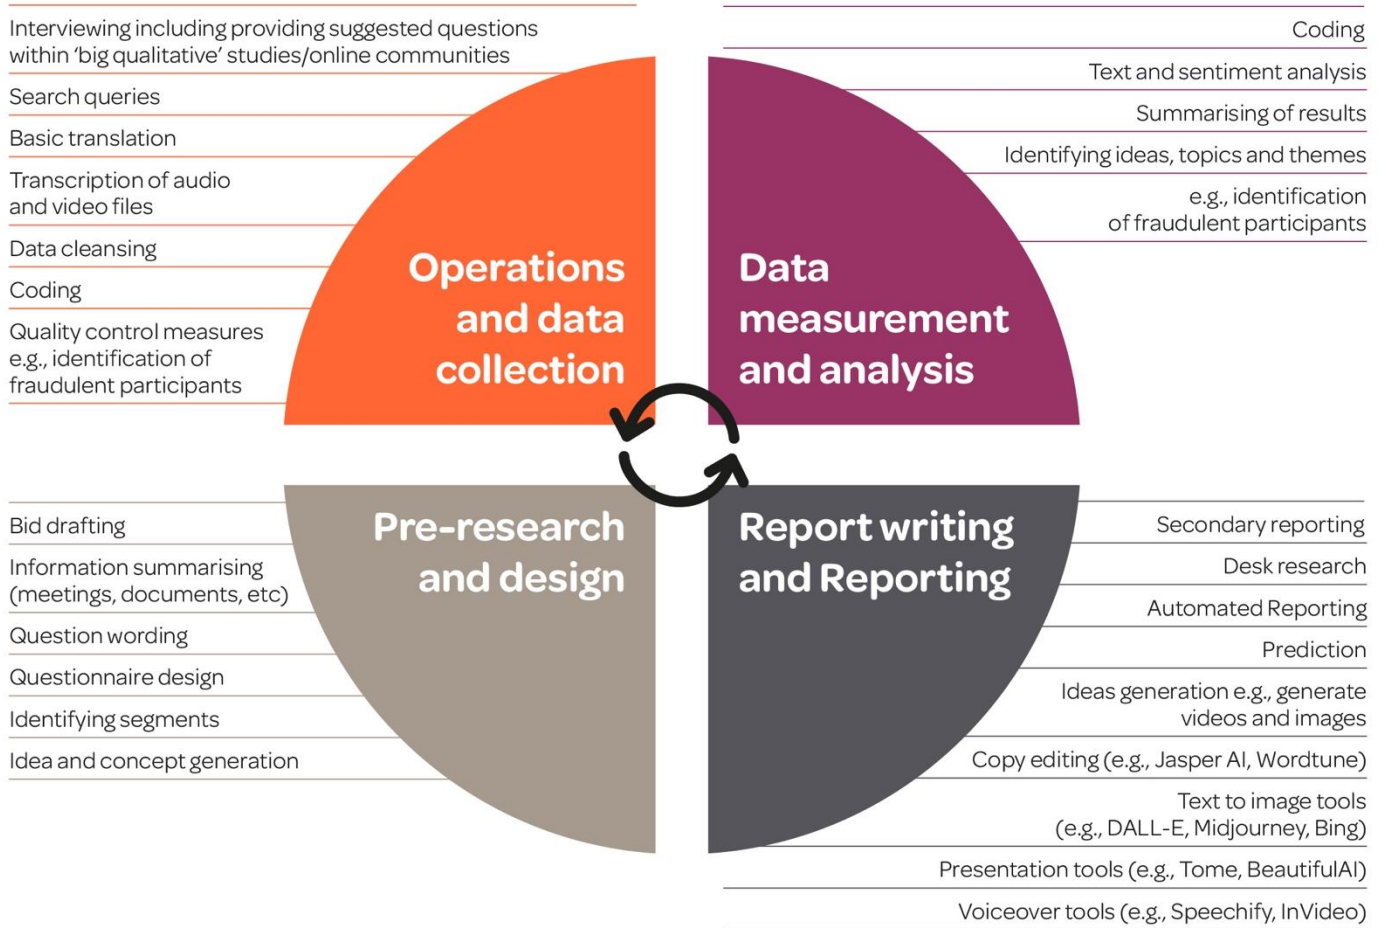 Interviewing including providing suggested questions
within ‘big qualitative’ studies/online communities
Search queries
Basic translation
Transcription of audio
and video files
Data cleansing
Coding
Quality control measures
e.g., identification of
fraudulent participants
Operations
and data
collection
Coding
Text and sentiment analysis
Summarising of results
Identifying ideas, topics and themes
e.g., identification
of fraudulent participants
Data
measurement
and analysis
Bid drafting
Information summarising
(meetings, documents, etc)
Question wording
Questionnaire design
Identifying segments
Idea and concept generation
Pre-research
and design
Report writing
and Reporting
Secondary reporting
Desk research
Automated Reporting
Prediction
Ideas generation e.g., generate
videos and images
Copy editing (e.g., Jasper AI, Wordtune)
Text to image tools
(e.g., DALL-E, Midjourney, Bing)
Presentation tools (e.g., Tome, BeautifulAI)
Voiceover tools (e.g., Speechify, InVideo)